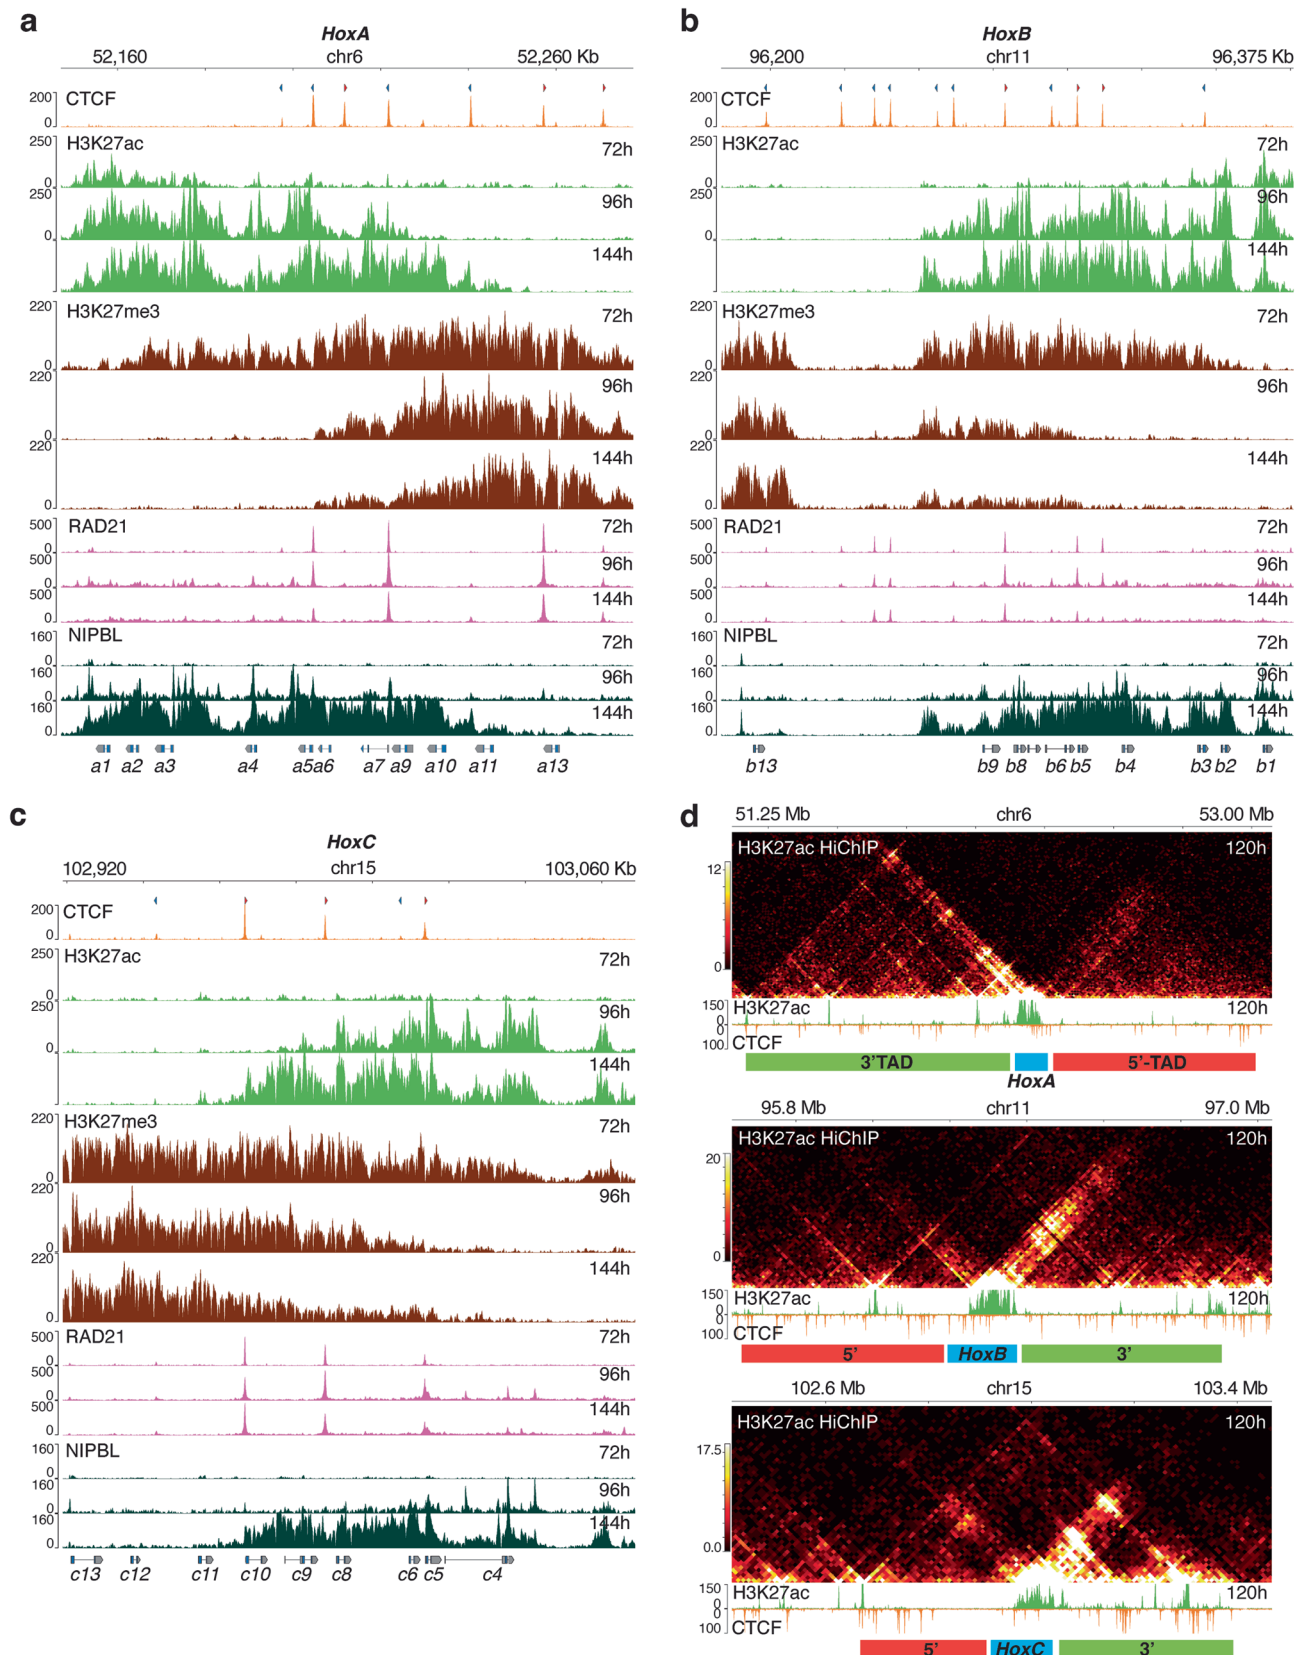 a
HoxA
52,160 chr6 52,260 Kb
200
CTCF
0
250
H3K27ac
72h
0
250
96h
0
144h
220
H3K27me3
72h
0
220
96h
0
220
144h
0
500
RAD21
72h
0
500
96h
0
500
144h
0
160
NIPBL
72h
0
160
96h
0
160
144h
0
a1 a2 a3 a4 a5 a6 a7 a9 a10 a11 a13
b
HoxB
96,200 chr11 96,375 Kb
200
CTCF
0
250
H3K27ac
72h
0
250
96h
0
144h
220
H3K27me3
72h
0
220
96h
0
220
144h
0
500
RAD21
72h
0
500
96h
0
500
144h
0
160
NIPBL
72h
0
160
96h
0
160
144h
0
b13 b9 b8 b6 b5 b4 b3 b2 b1
c
HoxC
102,920 chr15 103,060 Kb
200
CTCF
0
250
H3K27ac
72h
0
250
96h
0
144h
220
H3K27me3
72h
0
220
96h
0
220
144h
0
500
RAD21
72h
0
500
96h
0
500
144h
0
160
NIPBL
72h
0
160
96h
0
160
144h
0
c13 c12 c11 c10 c9 c8 c6 c5 c4
d
51.25 Mb chr6 53.00 Mb
H3K27ac HiChIP 120h
12
0
150
H3K27ac 120h
0
0
100
CTCF
3'TAD 5'-TAD
HoxA
95.8 Mb chr11 97.0 Mb
H3K27ac HiChIP 120h
20
0
150
H3K27ac 120h
0
0
100
CTCF
5' HoxB 3'
102.6 Mb chr15 103.4 Mb
H3K27ac HiChIP 120h
17.5
0.0
150
H3K27ac 120h
0
0
100
CTCF
5' HoxC 3'